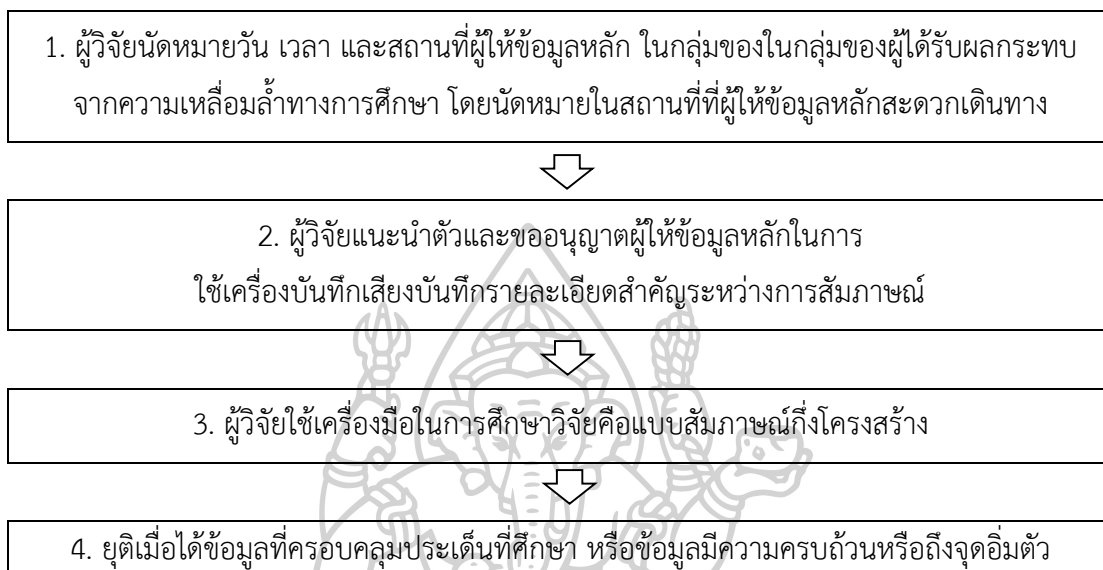 1. ผู้วิจัยนัดหมายวัน เวลา และสถานที่ผู้ให้ข้อมูลหลัก ในกลุ่มของในกลุ่มของผู้ได้รับผลกระทบ
จากความเหลื่อมล้ำทางการศึกษา โดยนัดหมายในสถานที่ที่ผู้ให้ข้อมูลหลักสะดวกเดินทาง
2. ผู้วิจัยแนะนำตัวและขออนุญาตผู้ให้ข้อมูลหลักในการ
ใช้เครื่องบันทึกเสียงบันทึกรายละเอียดสำคัญระหว่างการสัมภาษณ์
3. ผู้วิจัยใช้เครื่องมือในการศึกษาวิจัยคือแบบสัมภาษณ์กึ่งโครงสร้าง
4. ยุติเมื่อได้ข้อมูลที่ครอบคลุมประเด็นที่ศึกษา หรือข้อมูลมีความครบถ้วนหรือถึงจุดอิ่มตัว